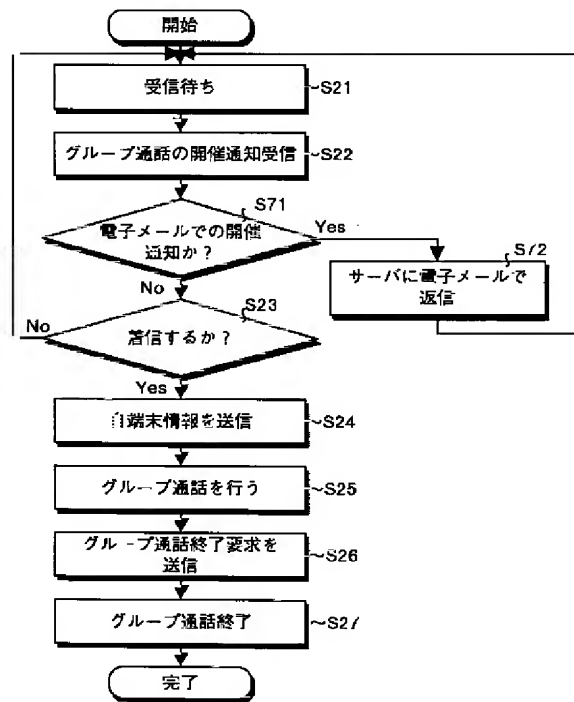 開始
受信待ち
~S21
グループ通話の開催通知受信
~S22
S71
電子メールでの開催
通知か?
Yes
S72
サーバに電子メールで
返信
No
S23
No
着信するか?
Yes
自端末情報を送信
~S24
グループ通話を行う
~S25
グループ通話終了要求を
送信
~S26
グループ通話終了
~S27
完了